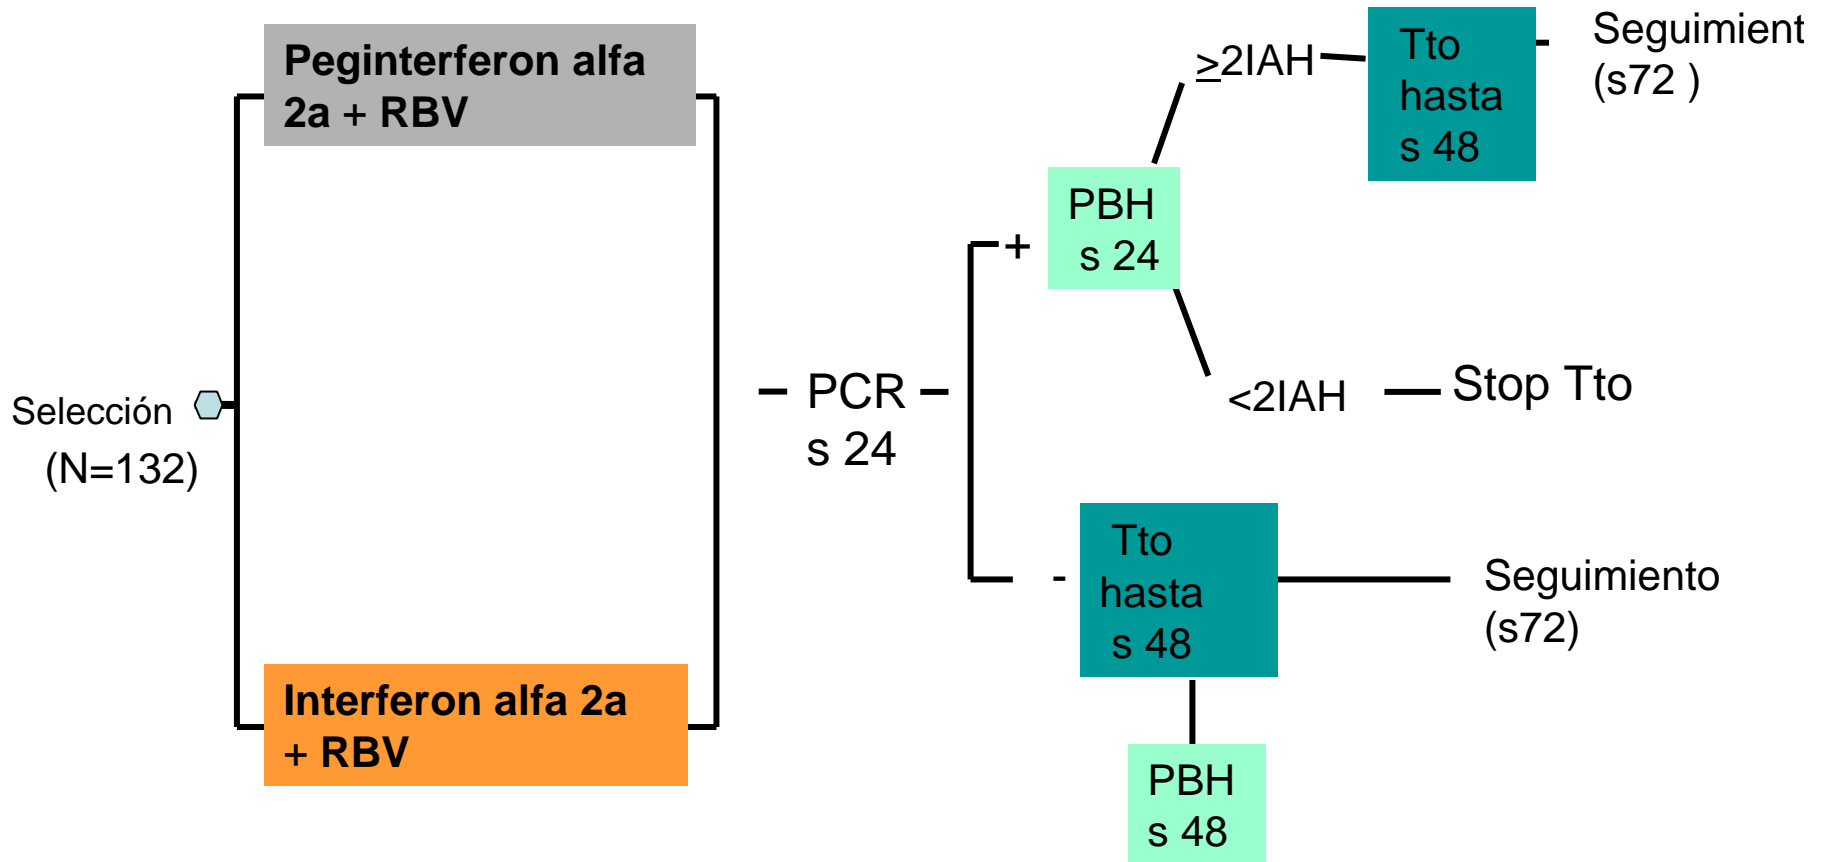 Peginterferon alfa
2a + RBV
Selección
(N=132)
Interferon alfa 2a
+ RBV
PCR
s 24
+
PBH
s 24
≥2IAH
Tto
hasta
s 48
Seguimient
(s72 )
<2IAH
Stop Tto
-
Tto
hasta
s 48
Seguimiento
(s72)
PBH
s 48